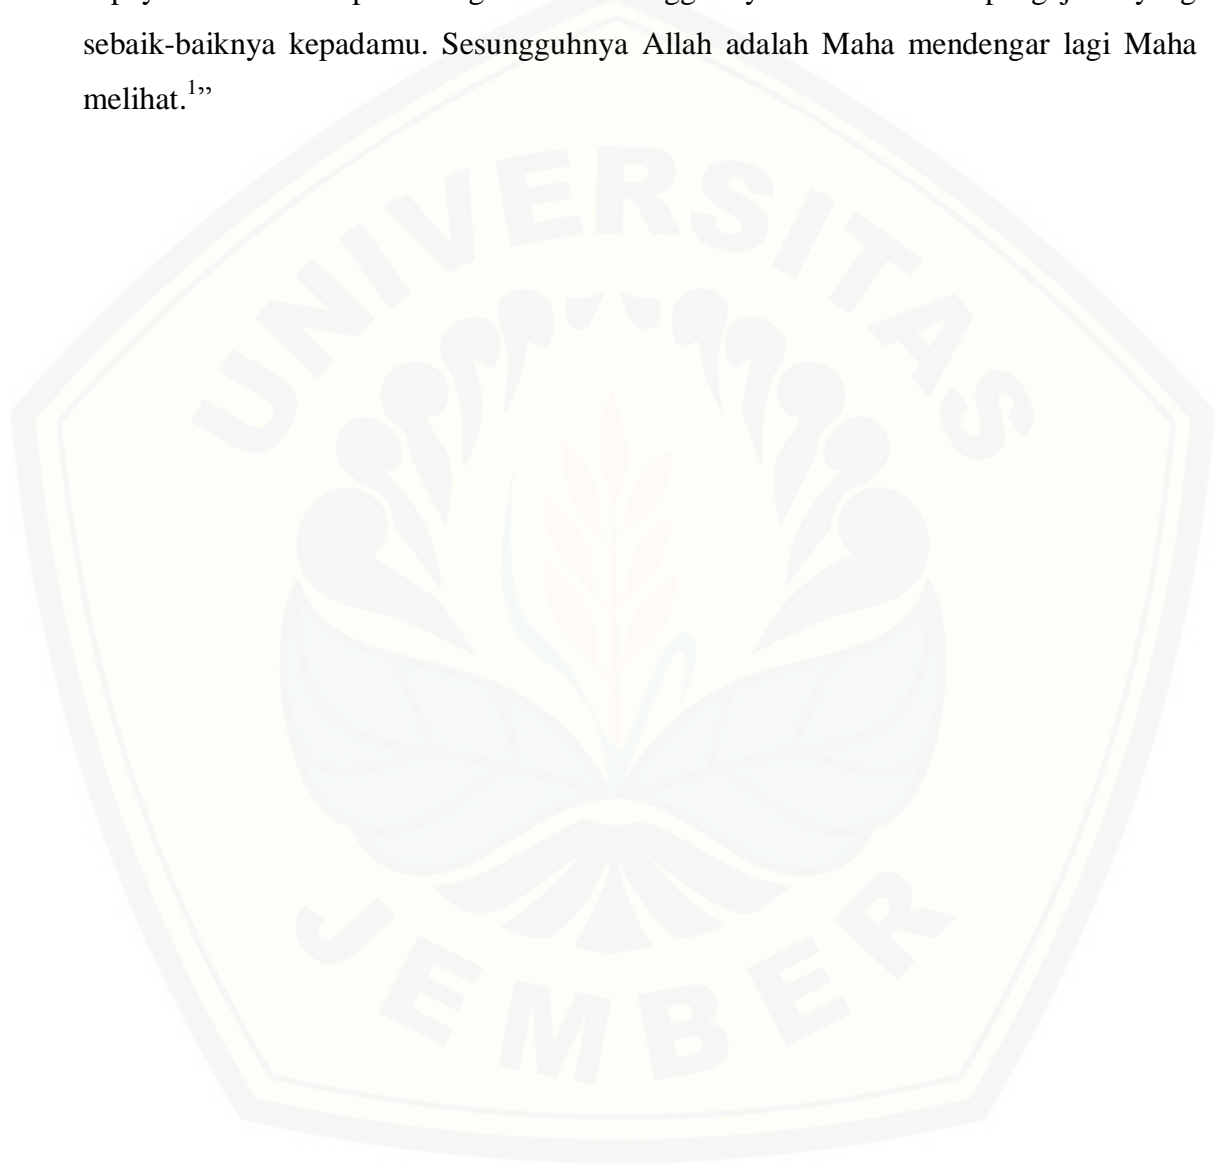 sebaik-baiknya kepadamu. Sesungguhnya Allah adalah Maha mendengar lagi Maha
melihat.¹”
UNIVERSITAS
JEMBER